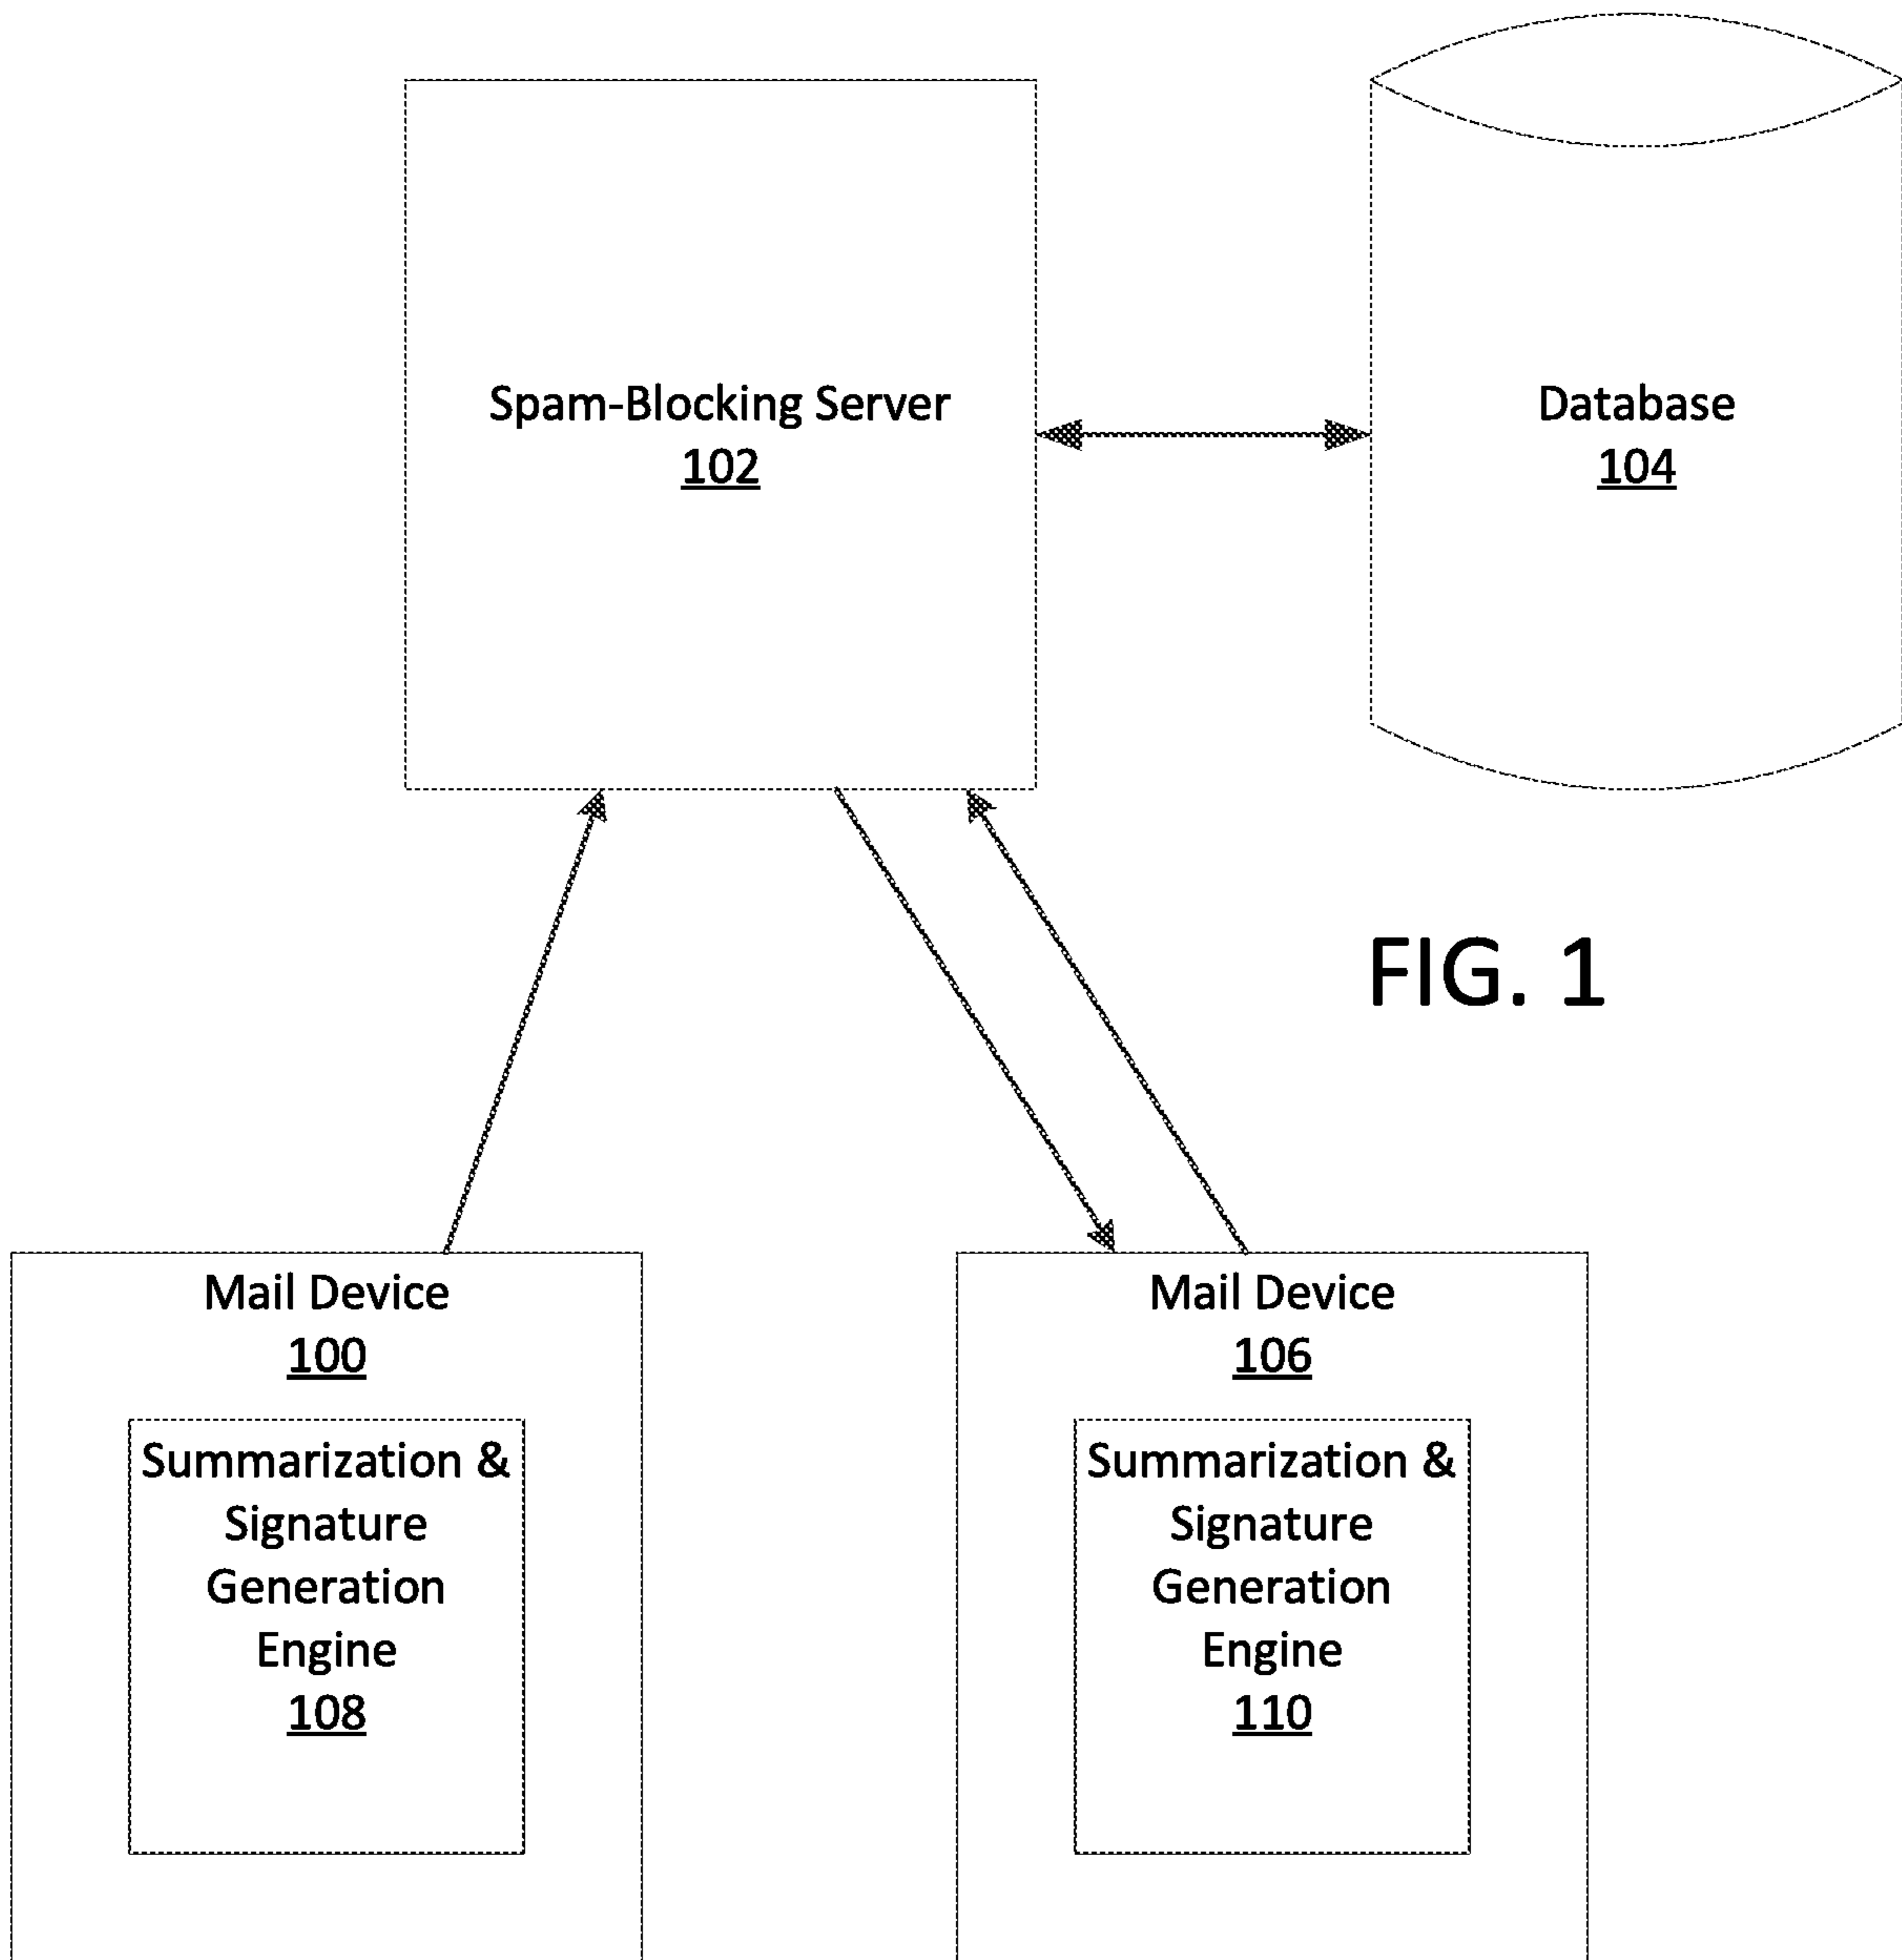 Spam-Blocking Server
102
Database
104
FIG. 1
Mail Device
100
Summarization &
Signature
Generation
Engine
108
Mail Device
106
Summarization &
Signature
Generation
Engine
110